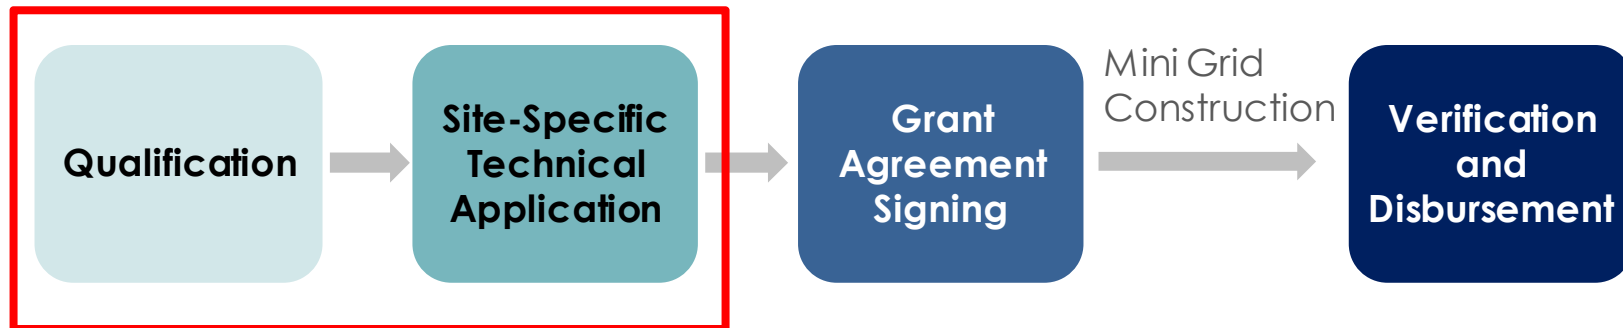 Qualification
Site-Specific
Technical
Application
Grant
Agreement
Signing
Mini Grid
Construction
Verification
and
Disbursement